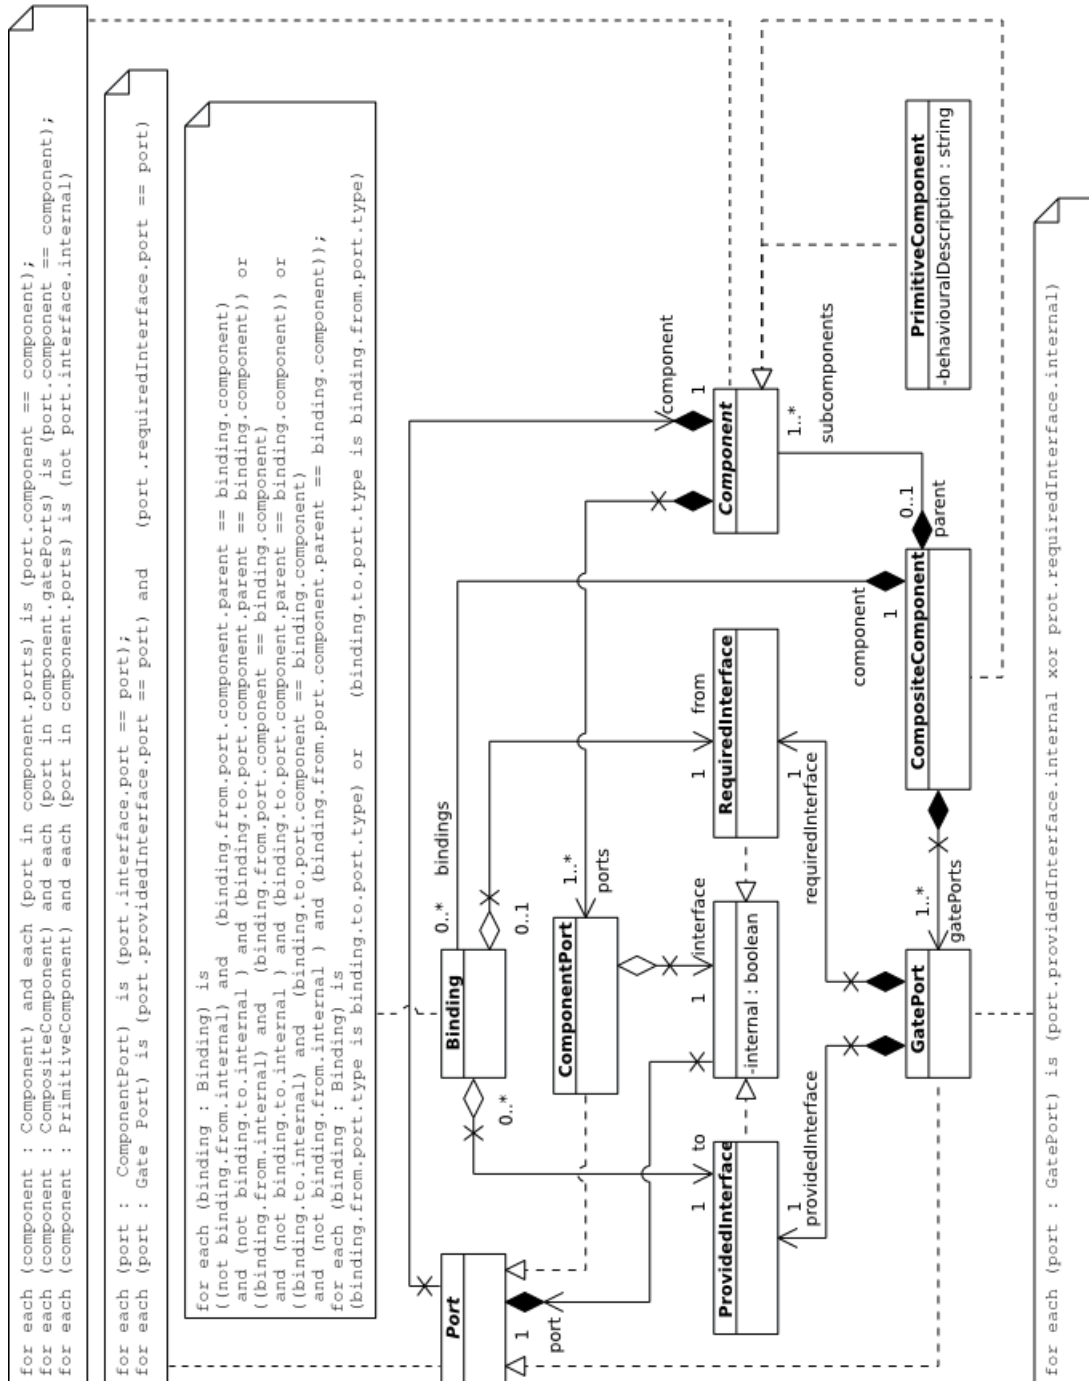 for each (component : Component) and each (port in component.ports) is (port.component == component);
for each (component : CompositeComponent) and each (port in component.gatePorts) is (port.component == component);
for each (component : PrimitiveComponent) and each (port in component.ports) is (not port.interface.internal)
for each (port : ComponentPort) is (port.interface.port == port);
for each (port : Gate Port) is (port.providedInterface.port == port) and (port.requiredInterface.port == port)
for each (binding : Binding) is
((not binding.from.internal) and (binding.from.port.component.parent == binding.component)
and (not binding.to.internal ) and (binding.to.port.component.parent == binding.component)) or
((binding.from.internal) and (binding.from.port.component == binding.component)
and (not binding.to.internal ) and (binding.to.port.component.parent == binding.component)) or
((binding.to.internal) and (binding.to.port.component == binding.component)
and (not binding.from.internal ) and (binding.from.port.component.parent == binding.component));
for each (binding : Binding) is
(binding.from.port.type is binding.to.port.type) or (binding.to.port.type is binding.from.port.type)
Port
1
port
Binding
0..*
bindings
0..*
0..1
ComponentPort
1..*
ports
ProvidedInterface
1
to
1
providedInterface
-internal : boolean
1
interface
RequiredInterface
1
from
1
requiredInterface
Component
1
component
1..*
subcomponents
GatePort
1..*
gatePorts
CompositeComponent
component
1
0..1
parent
PrimitiveComponent
-behaviouralDescription : string
for each (port : GatePort) is (port.providedInterface.internal xor prot.requiredInterface.internal)